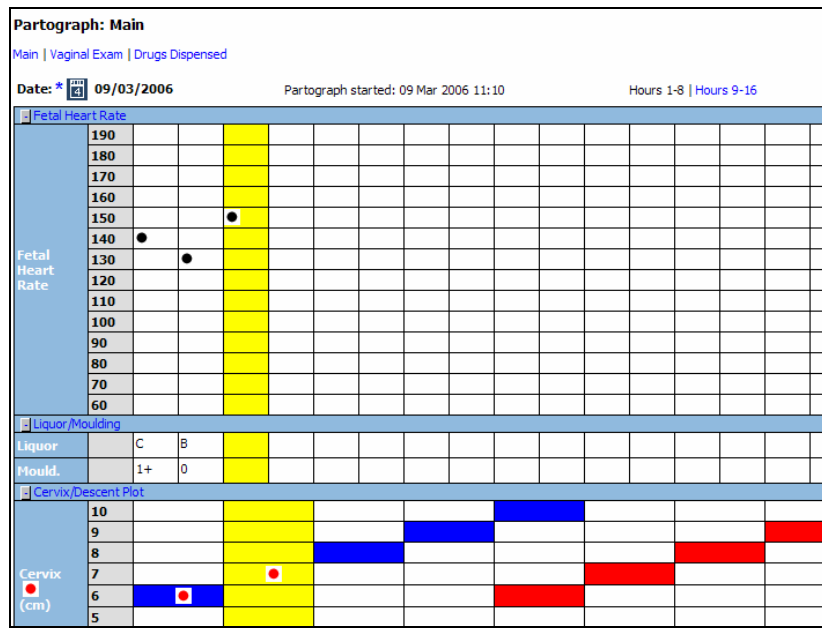 Partograph: Main
Main | Vaginal Exam | Drugs Dispensed
Date: * 4 09/03/2006 Partograph started: 09 Mar 2006 11:10 Hours 1-8 | Hours 9-16
- Fetal Heart Rate
190
180
170
160
150
140
Fetal Heart Rate 130
120
110
100
90
80
70
60
- Liquor/Moulding
Liquor C B
Mould. 1+ 0
- Cervix/Descent Plot
10
9
8
Cervix 7
6
(cm)
5